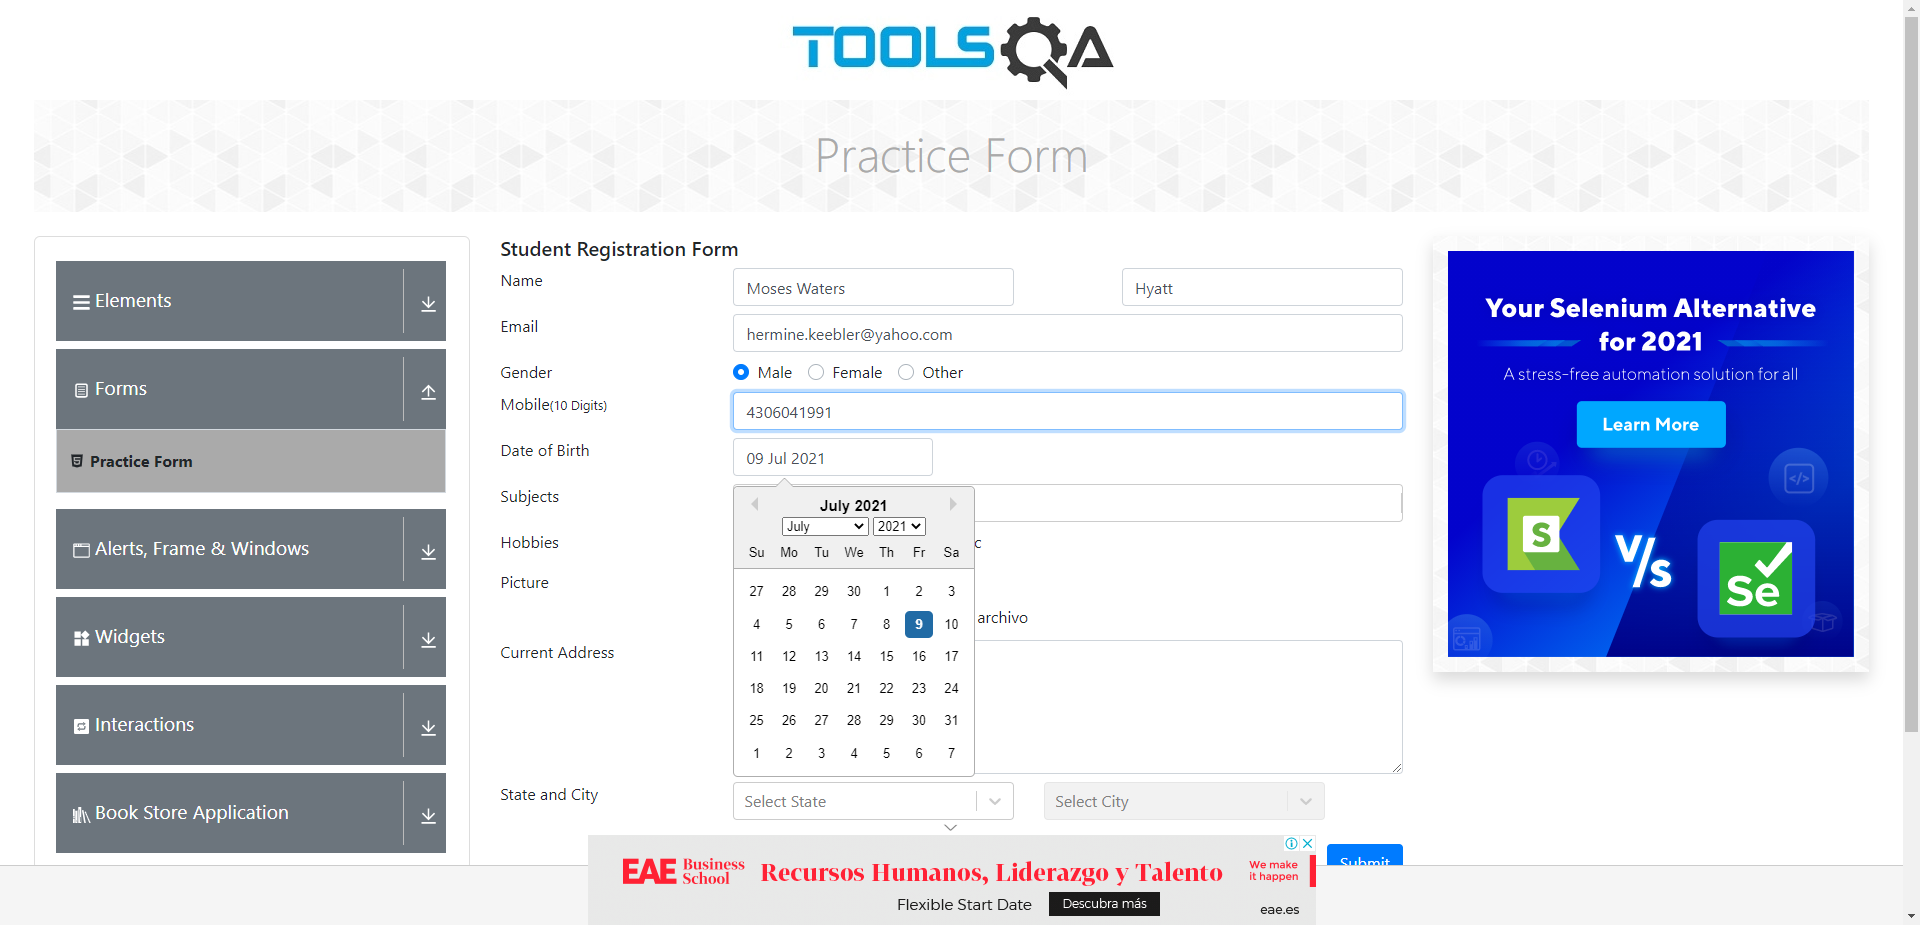 TOOLSQA
Practice Form
Elements
Forms
Practice Form
Alerts, Frame & Windows
Widgets
Interactions
Book Store Application
Student Registration Form
Name
Moses Waters
Hyatt
Email
hermine.keebler@yahoo.com
Gender
Male
Female
Other
Mobile(10 Digits)
4306041991
Date of Birth
09 Jul 2021
Subjects
July 2021
July 2021
Su Mo Tu We Th Fr Sa
27 28 29 30 1 2 3
4 5 6 7 8 9 10
11 12 13 14 15 16 17
18 19 20 21 22 23 24
25 26 27 28 29 30 31
1 2 3 4 5 6 7
Hobbies
c
Picture
archivo
Current Address
State and City
Select State
Select City
Submit
Your Selenium Alternative
for 2021
A stress-free automation solution for all
Learn More
S
V/s
Se
EAE Business
School
Recursos Humanos, Liderazgo y Talento
Flexible Start Date
Descubra más
We make
it happen
eae.es